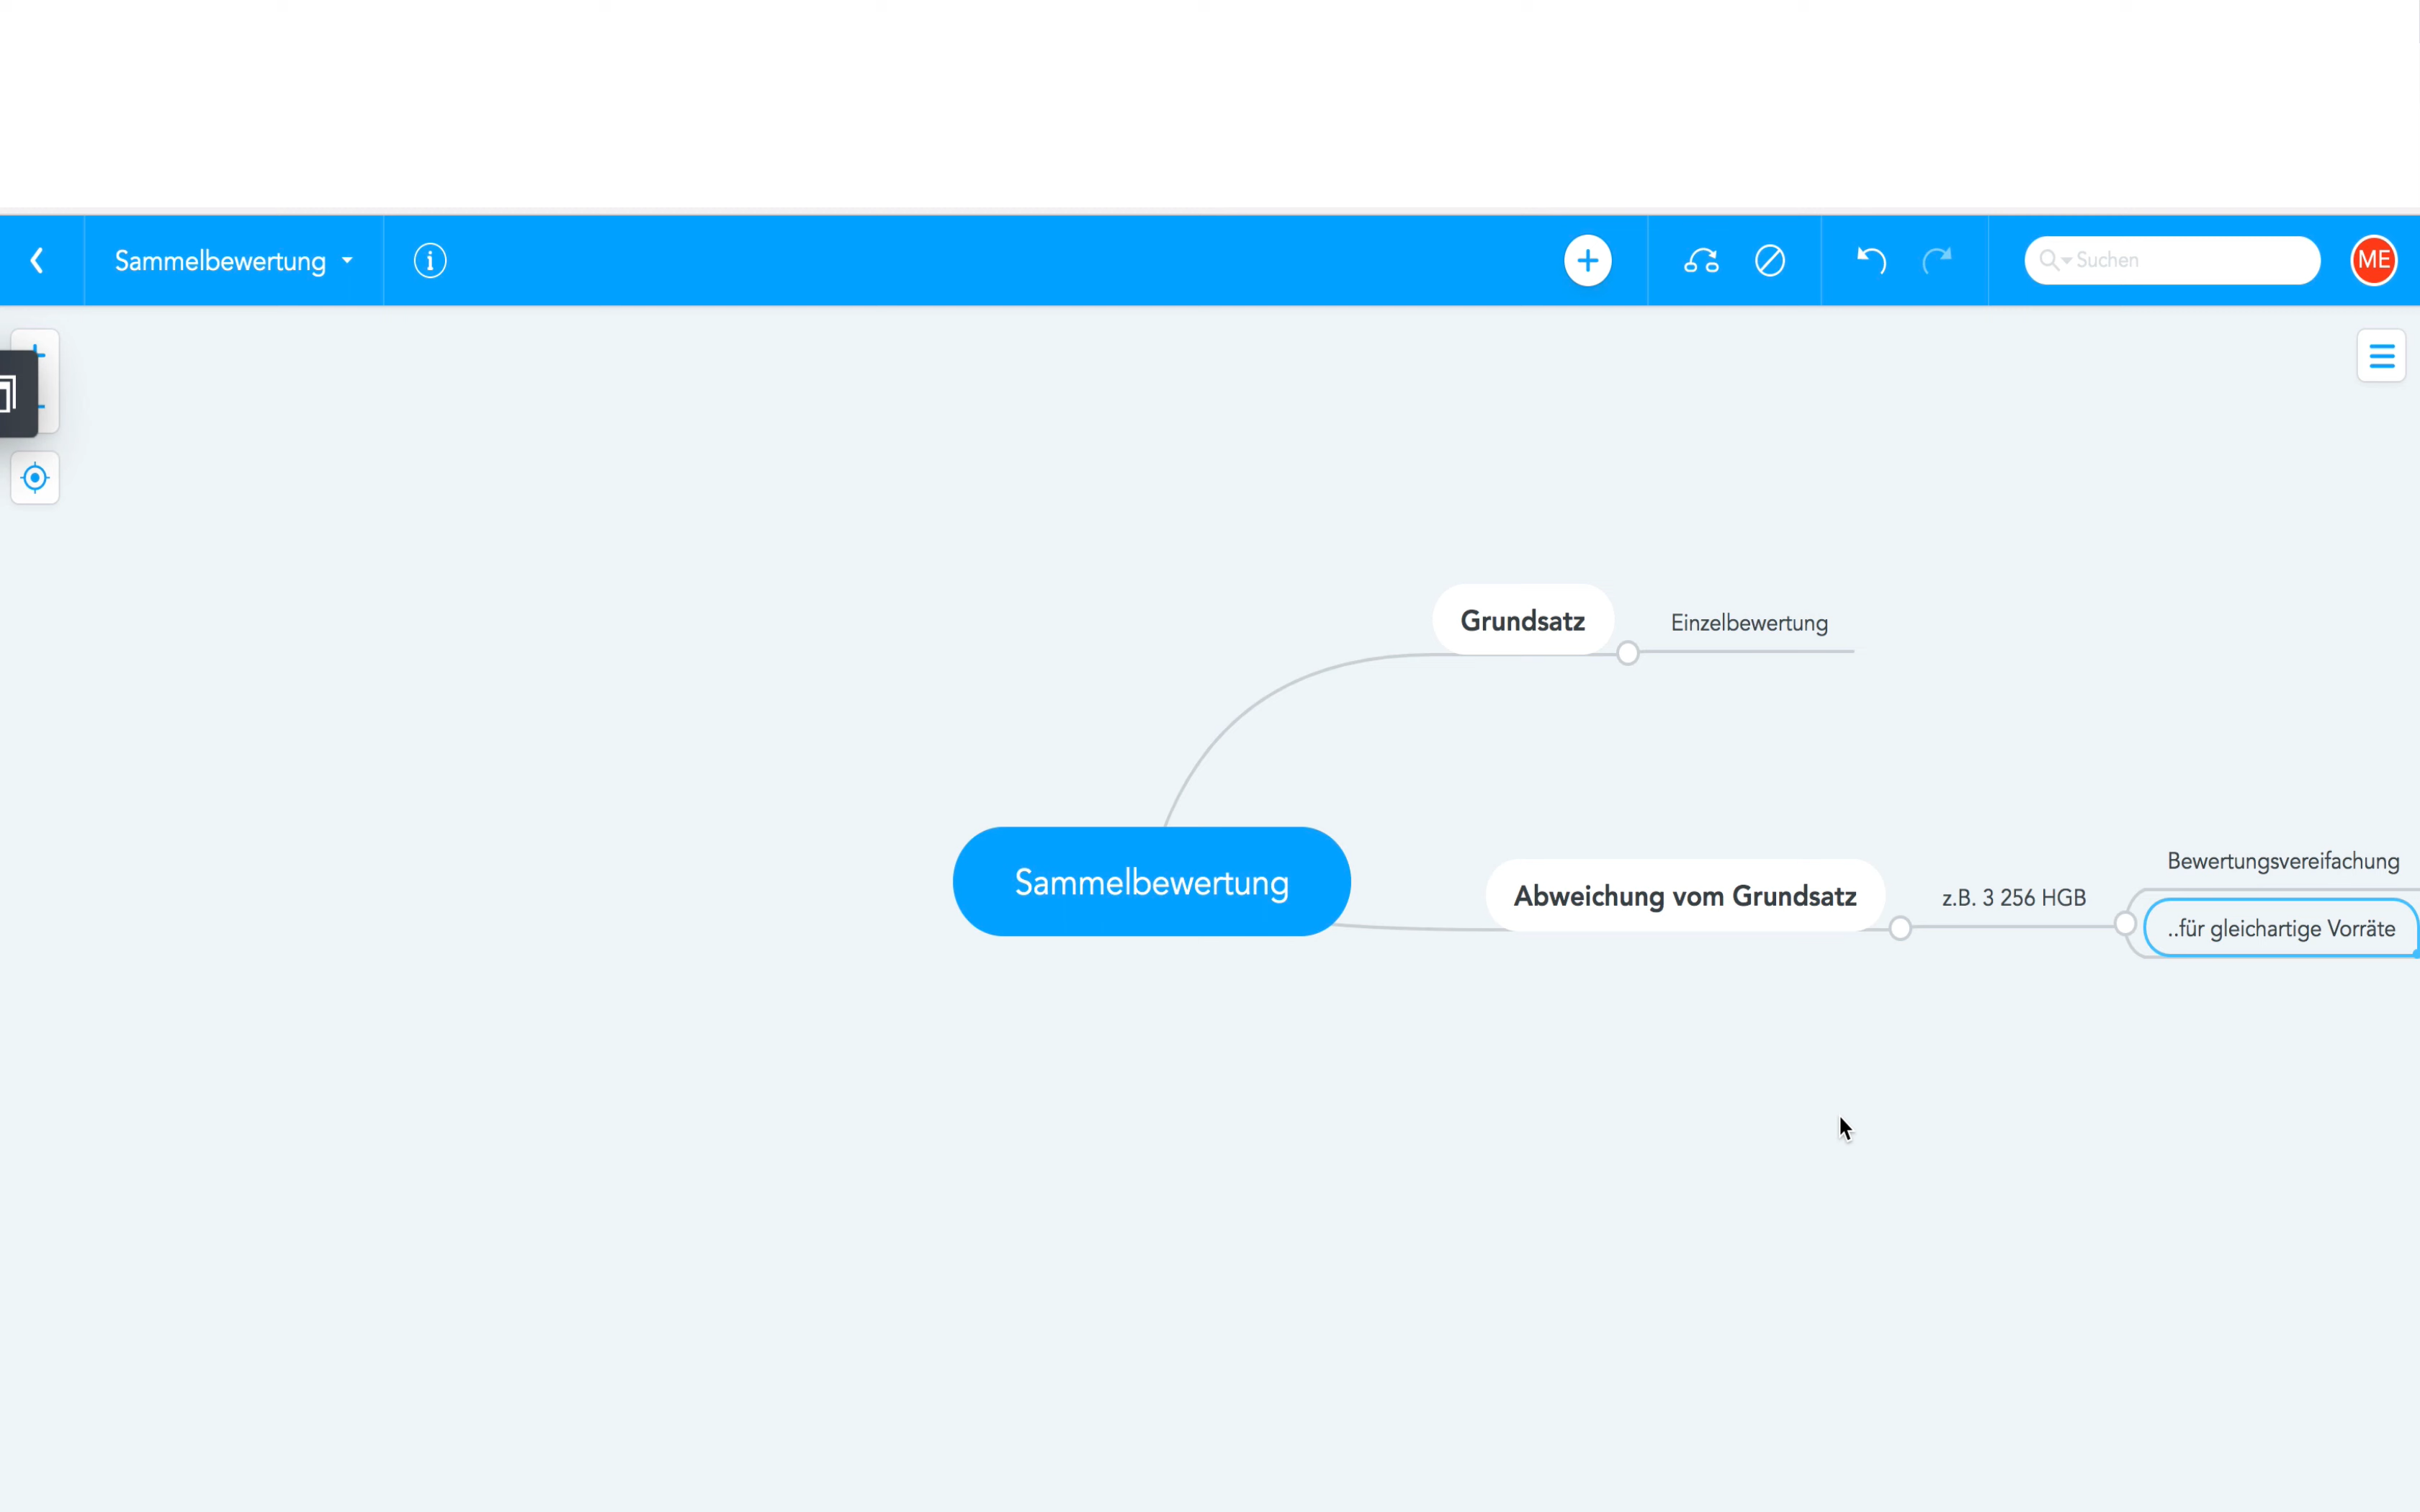 Sammelbewertung
Suchen
ME
Grundsatz
Einzelbewertung
Sammelbewertung
Abweichung vom Grundsatz
z.B. 3 256 HGB
Bewertungsvereifachung
..für gleichartige Vorräte